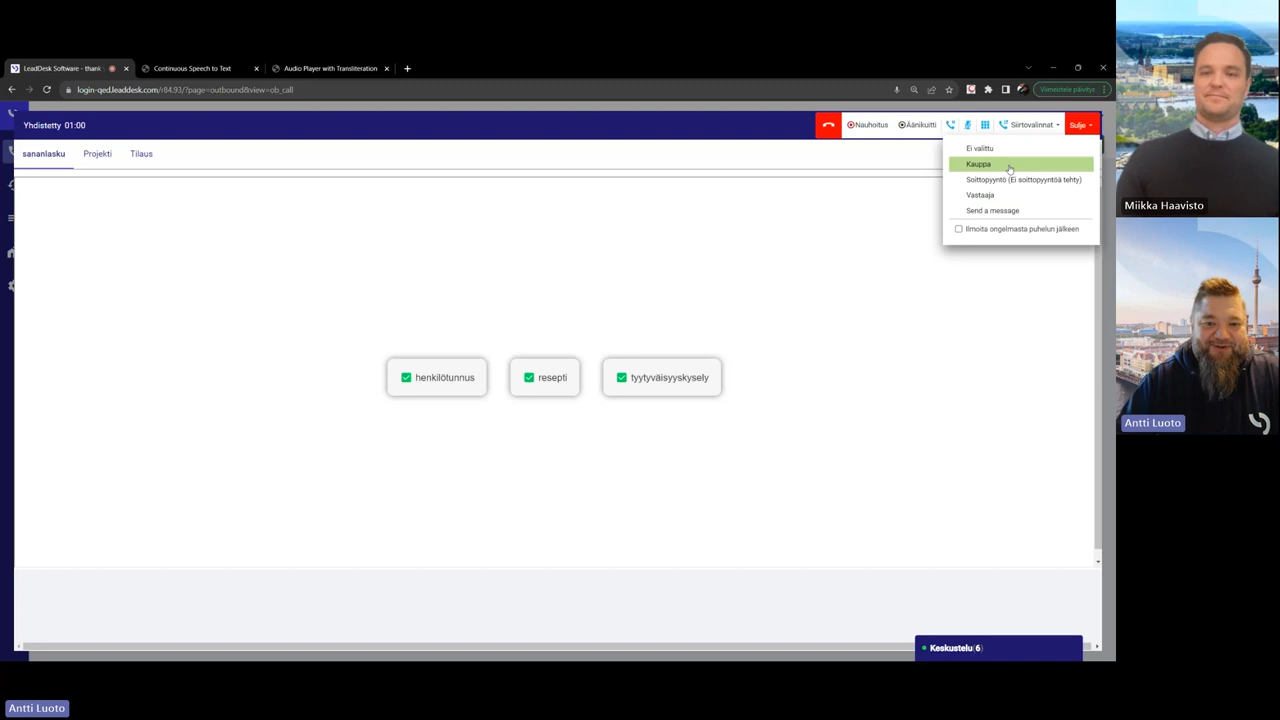 LeadDesk Software - thank
Continuous Speech to Text
Audio Player with Transliteration
login-qed.leaddesk.com/r84.93/?page=outbound&view=ob_call
Viimeistele päivitys
Yhdistetty 01:00
Nauhoitus
Äänikuitti
Siirtovalinnat
Sulje
sananlasku
Projekti
Tilaus
Ei valittu
Kauppa
Soittopyyntö (Ei soittopyyntöä tehty)
Vastaaja
Send a message
Ilmoita ongelmasta puhelun jälkeen
henkilötunnus
resepti
tyytyväisyyskysely
Keskustelu (6)
Miikka Haavisto
Antti Luoto
Antti Luoto